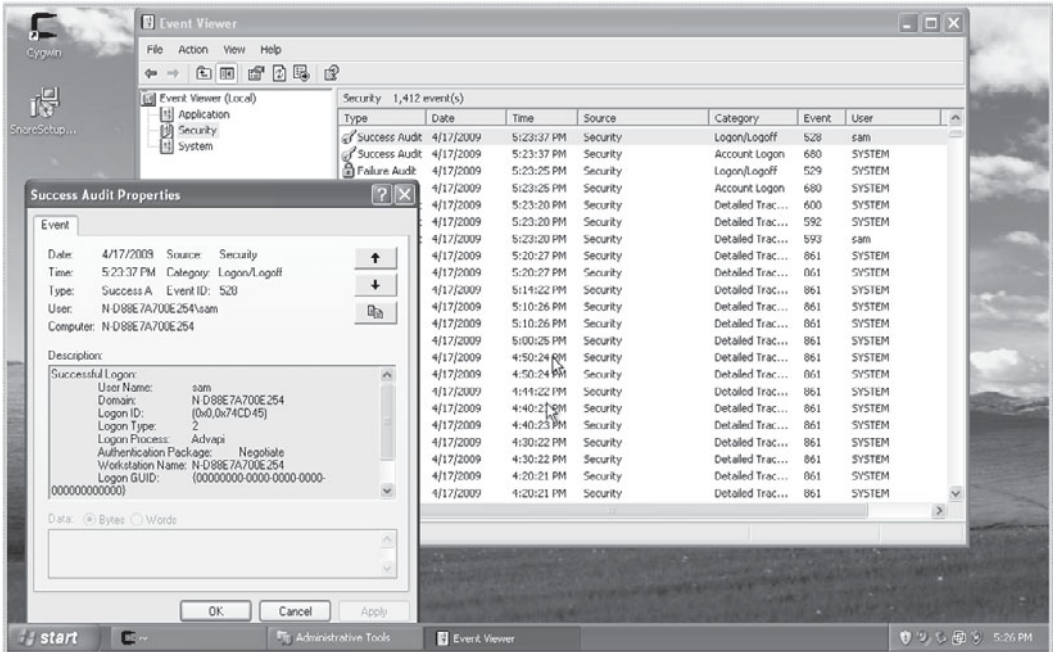 Cygwin
SnareSetup...
Event Viewer
File Action View Help
Event Viewer (Local)
Application
Security
System
Security 1,412 event(s)
Type Date Time Source Category Event User
Success Audit 4/17/2009 5:23:37 PM Security Logon/Logoff 528 sam
Success Audit 4/17/2009 5:23:37 PM Security Account Logon 680 SYSTEM
Failure Audit 4/17/2009 5:23:25 PM Security Logon/Logoff 529 SYSTEM
4/17/2009 5:23:25 PM Security Account Logon 680 SYSTEM
4/17/2009 5:23:20 PM Security Detailed Trac... 600 SYSTEM
4/17/2009 5:23:20 PM Security Detailed Trac... 592 SYSTEM
4/17/2009 5:23:20 PM Security Detailed Trac... 593 sam
4/17/2009 5:20:27 PM Security Detailed Trac... 861 SYSTEM
4/17/2009 5:20:27 PM Security Detailed Trac... 861 SYSTEM
4/17/2009 5:14:22 PM Security Detailed Trac... 861 SYSTEM
4/17/2009 5:10:26 PM Security Detailed Trac... 861 SYSTEM
4/17/2009 5:10:26 PM Security Detailed Trac... 861 SYSTEM
4/17/2009 5:00:25 PM Security Detailed Trac... 861 SYSTEM
4/17/2009 4:50:24 PM Security Detailed Trac... 861 SYSTEM
4/17/2009 4:50:24 PM Security Detailed Trac... 861 SYSTEM
4/17/2009 4:44:22 PM Security Detailed Trac... 861 SYSTEM
4/17/2009 4:40:23 PM Security Detailed Trac... 861 SYSTEM
4/17/2009 4:40:23 PM Security Detailed Trac... 861 SYSTEM
4/17/2009 4:30:22 PM Security Detailed Trac... 861 SYSTEM
4/17/2009 4:30:22 PM Security Detailed Trac... 861 SYSTEM
4/17/2009 4:20:21 PM Security Detailed Trac... 861 SYSTEM
4/17/2009 4:20:21 PM Security Detailed Trac... 861 SYSTEM
Success Audit Properties
Event
Date: 4/17/2009 Source: Security
Time: 5:23:37 PM Category: Logon/Logoff
Type: Success A Event ID: 528
User: N-D88E7A700E254\sam
Computer: N-D88E7A700E254
Description:
Successful Logon:
User Name: sam
Domain: N-D88E7A700E254
Logon ID: (0x0,0x74CD45)
Logon Type: 2
Logon Process: Advapi
Authentication Package: Negotiate
Workstation Name: N-D88E7A700E254
Logon GUID: {00000000-0000-0000-0000-
000000000000}
Data: Bytes Words
OK Cancel Apply
start ~ Administrative Tools Event Viewer 5:26 PM